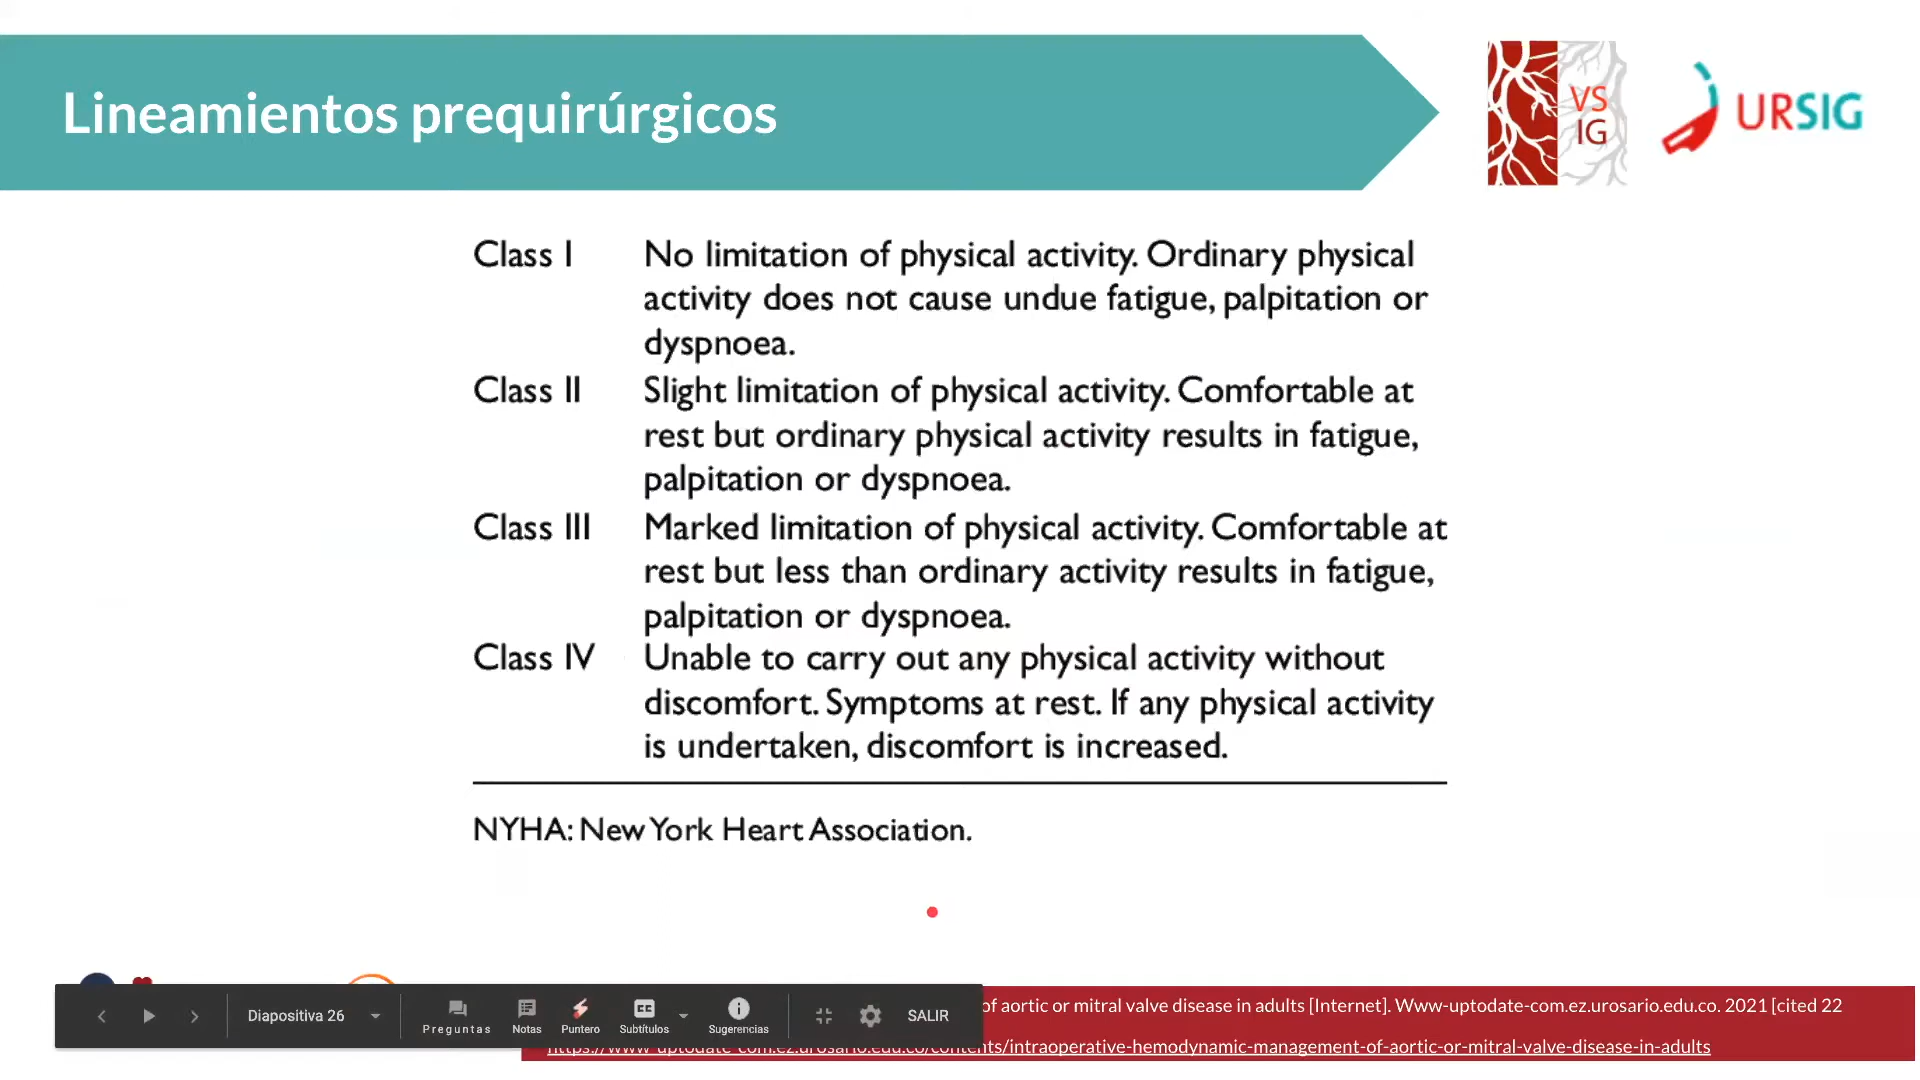 Lineamientos prequirúrgicos
VS
IG
URSIG
Class I No limitation of physical activity. Ordinary physical
activity does not cause undue fatigue, palpitation or
dyspnoea.
Class II Slight limitation of physical activity. Comfortable at
rest but ordinary physical activity results in fatigue,
palpitation or dyspnoea.
Class III Marked limitation of physical activity. Comfortable at
rest but less than ordinary activity results in fatigue,
palpitation or dyspnoea.
Class IV Unable to carry out any physical activity without
discomfort. Symptoms at rest. If any physical activity
is undertaken, discomfort is increased.
NYHA: New York Heart Association.
of aortic or mitral valve disease in adults [Internet]. Www-uptodate-com.ez.urosario.edu.co. 2021 [cited 22
https://www-uptodate-com.ez.urosario.edu.co/contents/intraoperative-hemodynamic-management-of-aortic-or-mitral-valve-disease-in-adults
Diapositiva 26
Preguntas
Notas
Puntero
CC
Subtítulos
Sugerencias
SALIR